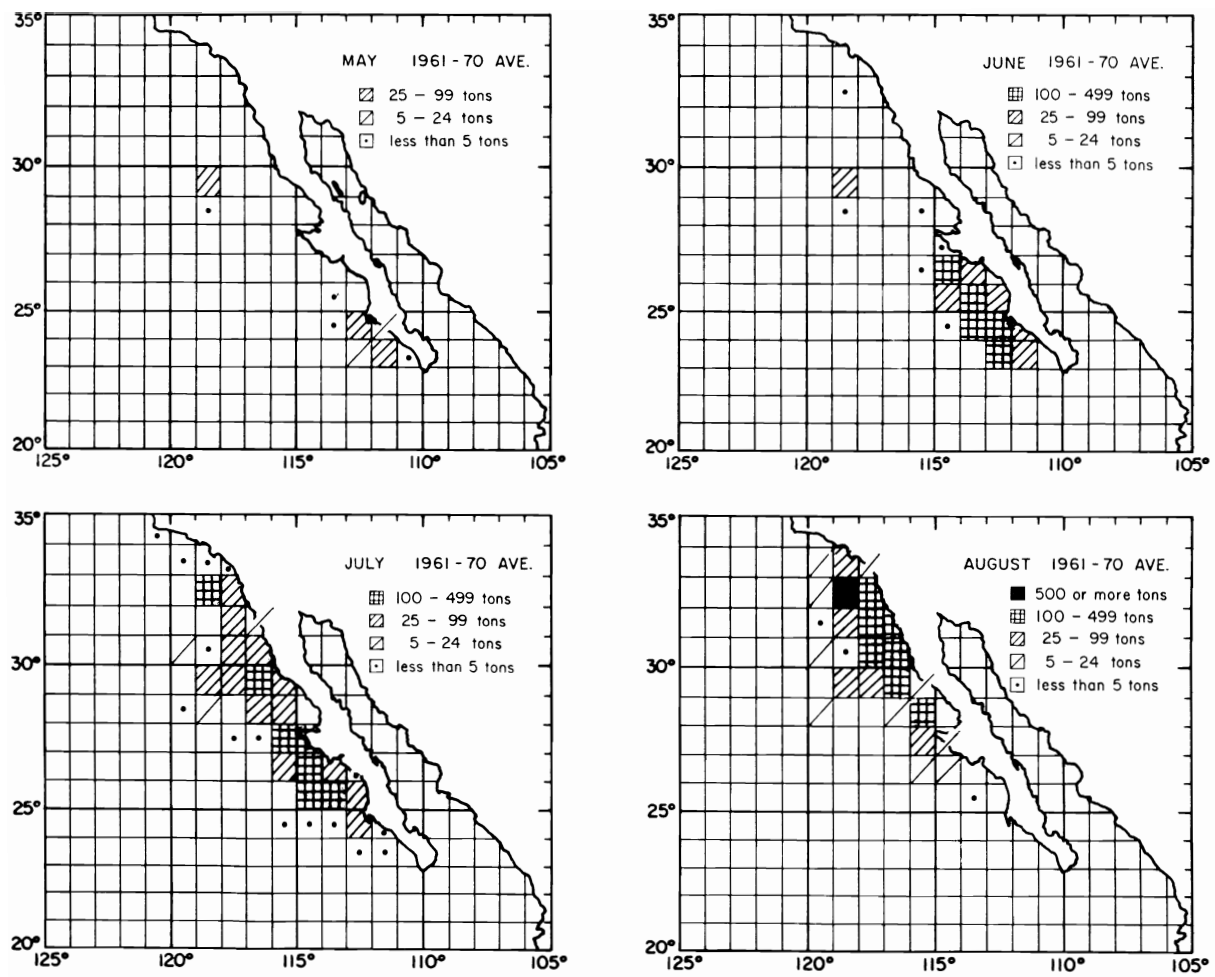 35°
MAY 1961-70 AVE.
25 - 99 tons
5 - 24 tons
less than 5 tons
30°
25°
20°
125° 120° 115° 110° 105°
35°
JUNE 1961-70 AVE.
100 - 499 tons
25 - 99 tons
5 - 24 tons
less than 5 tons
30°
25°
20°
125° 120° 115° 110° 105°
35°
JULY 1961-70 AVE.
100 - 499 tons
25 - 99 tons
5 - 24 tons
less than 5 tons
30°
25°
20°
125° 120° 115° 110° 105°
35°
AUGUST 1961-70 AVE.
500 or more tons
100 - 499 tons
25 - 99 tons
5 - 24 tons
less than 5 tons
30°
25°
20°
125° 120° 115° 110° 105°